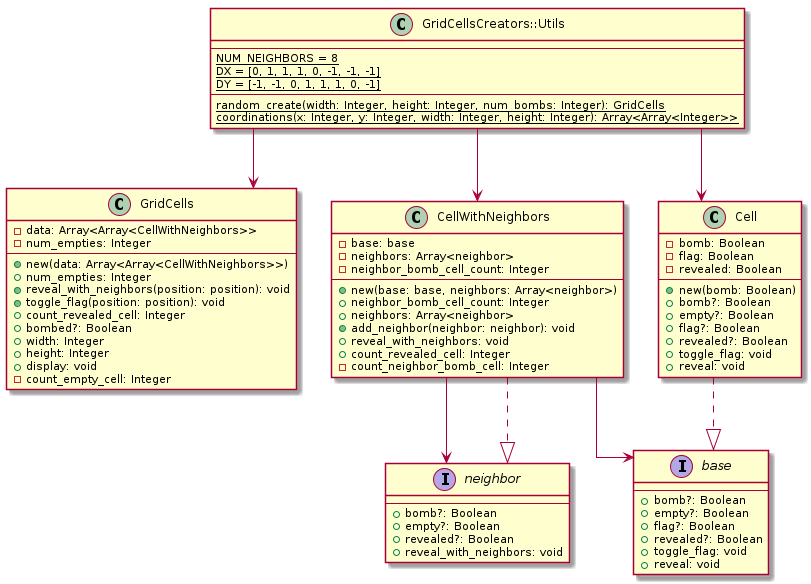 C GridCellsCreators::Utils
NUM_NEIGHBORS = 8
DX = [0, 1, 1, 1, 0, -1, -1, -1]
DY = [-1, -1, 0, 1, 1, 1, 0, -1]
random_create(width: Integer, height: Integer, num_bombs: Integer): GridCells
coordinations(x: Integer, y: Integer, width: Integer, height: Integer): Array<Array<Integer>>
C GridCells
data: Array<Array<CellWithNeighbors>>
num_empties: Integer
new(data: Array<Array<CellWithNeighbors>>)
num_empties: Integer
reveal_with_neighbors(position: position): void
toggle_flag(position: position): void
count_revealed_cell: Integer
bombed?: Boolean
width: Integer
height: Integer
display: void
count_empty_cell: Integer
C CellWithNeighbors
base: base
neighbors: Array<neighbor>
neighbor_bomb_cell_count: Integer
new(base: base, neighbors: Array<neighbor>)
neighbor_bomb_cell_count: Integer
neighbors: Array<neighbor>
add_neighbor(neighbor: neighbor): void
reveal_with_neighbors: void
count_revealed_cell: Integer
count_neighbor_bomb_cell: Integer
C Cell
bomb: Boolean
flag: Boolean
revealed: Boolean
new(bomb: Boolean)
bomb?: Boolean
empty?: Boolean
flag?: Boolean
revealed?: Boolean
toggle_flag: void
reveal: void
I neighbor
bomb?: Boolean
empty?: Boolean
revealed?: Boolean
reveal_with_neighbors: void
I base
bomb?: Boolean
empty?: Boolean
flag?: Boolean
revealed?: Boolean
toggle_flag: void
reveal: void